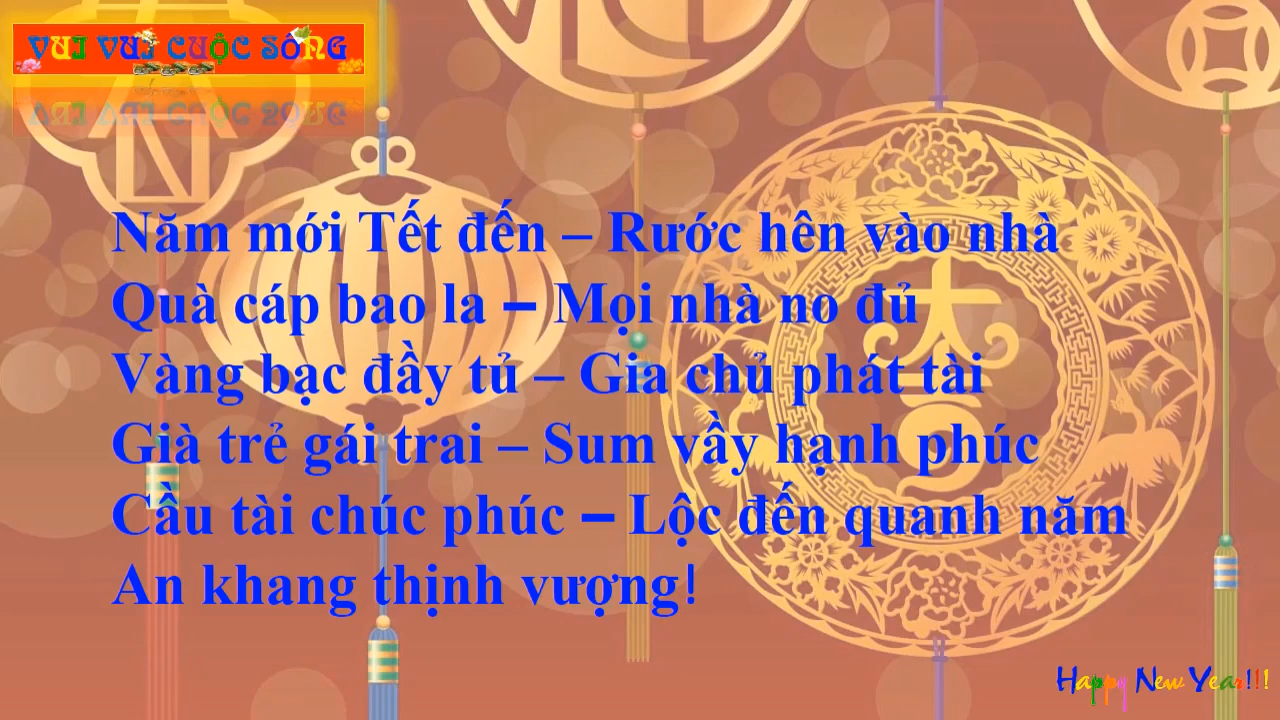 VUI VUI CUỘC SỐNG
Năm mới Tết đến – Rước hên vào nhà
Quà cáp bao la – Mọi nhà no đủ
Vàng bạc đầy tủ – Gia chủ phát tài
Già trẻ gái trai – Sum vầy hạnh phúc
Cầu tài chúc phúc – Lộc đến quanh năm
An khang thịnh vượng!
Happy New Year!!!